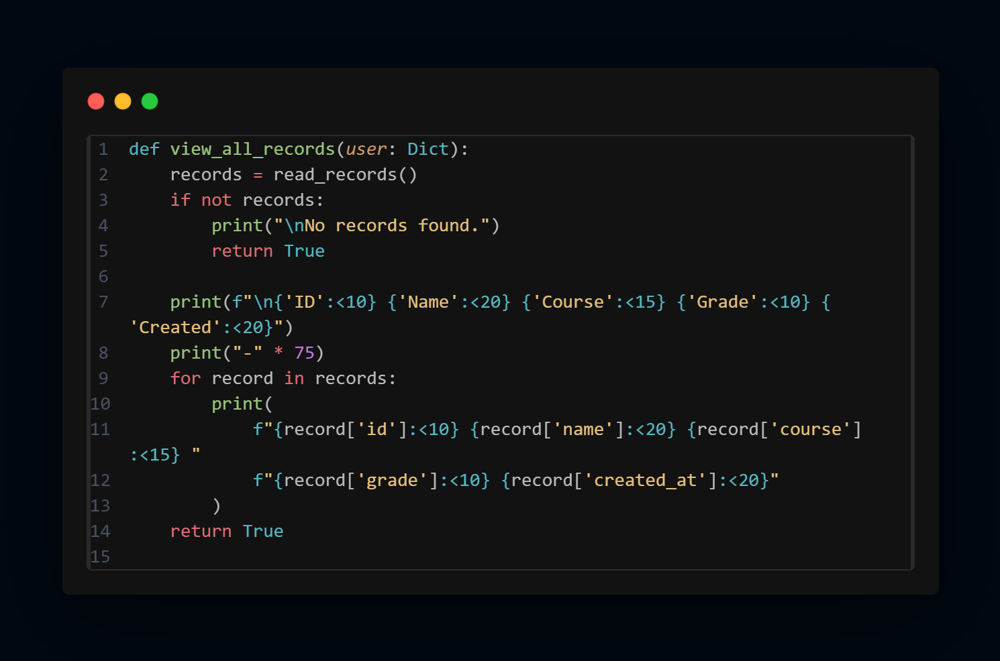 1 def view_all_records(user: Dict):
2     records = read_records()
3     if not records:
4         print("\nNo records found.")
5         return True
6
7     print(f"\n{'ID':<10} {'Name':<20} {'Course':<15} {'Grade':<10} {
'Created':<20}")
8     print("-" * 75)
9     for record in records:
10         print(
11             f"{record['id']:<10} {record['name']:<20} {record['course']
:<15} "
12             f"{record['grade']:<10} {record['created_at']:<20}"
13         )
14     return True
15